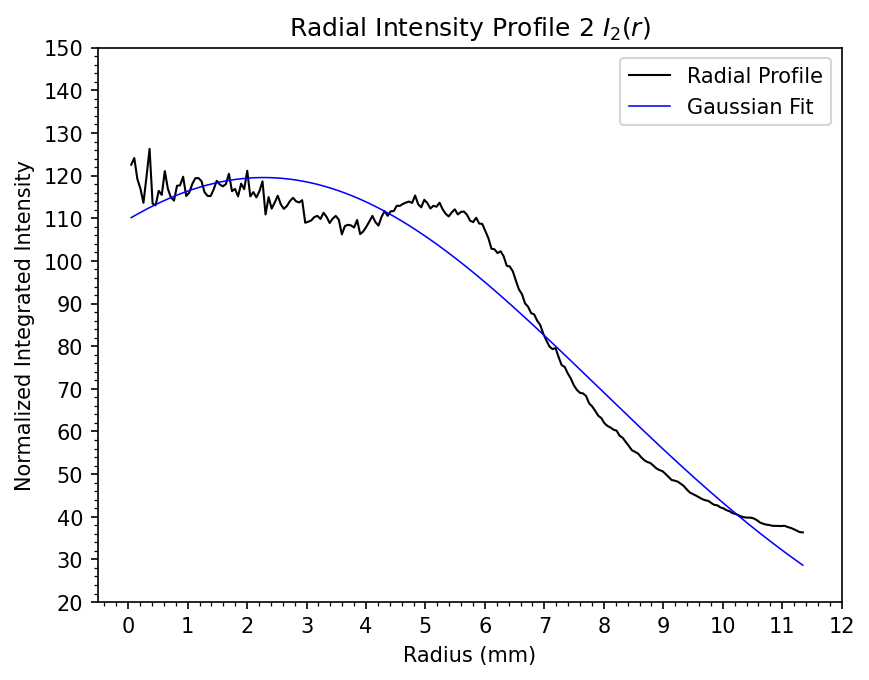 Radial Intensity Profile 2 I₂(r)
Radial Profile
Gaussian Fit
Normalized Integrated Intensity
150
140
130
120
110
100
90
80
70
60
50
40
30
20
0 1 2 3 4 5 6 7 8 9 10 11 12
Radius (mm)